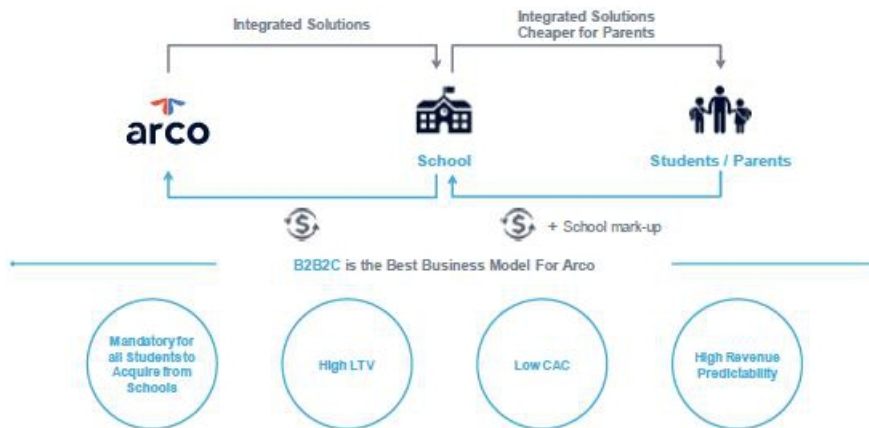 Integrated Solutions
Integrated Solutions
Cheaper for Parents
arco
School
Students / Parents
$
$ + School mark-up
B2B2C is the Best Business Model For Arco
Mandatory for
all Students to
Acquire from
Schools
High LTV
Low CAC
High Revenue
Predictability